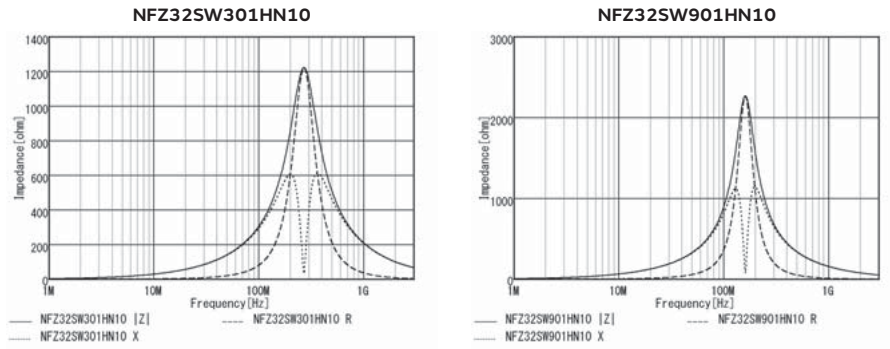 NFZ32SW301HN10
1400
1200
1000
800
600
400
200
0
Impedance[ohm]
1M 10M 100M 1G
Frequency[Hz]
NFZ32SW301HN10 |Z| NFZ32SW301HN10 R
NFZ32SW301HN10 X
NFZ32SW901HN10
3000
2000
1000
0
Impedance[ohm]
1M 10M 100M 1G
Frequency[Hz]
NFZ32SW901HN10 |Z| NFZ32SW901HN10 R
NFZ32SW901HN10 X